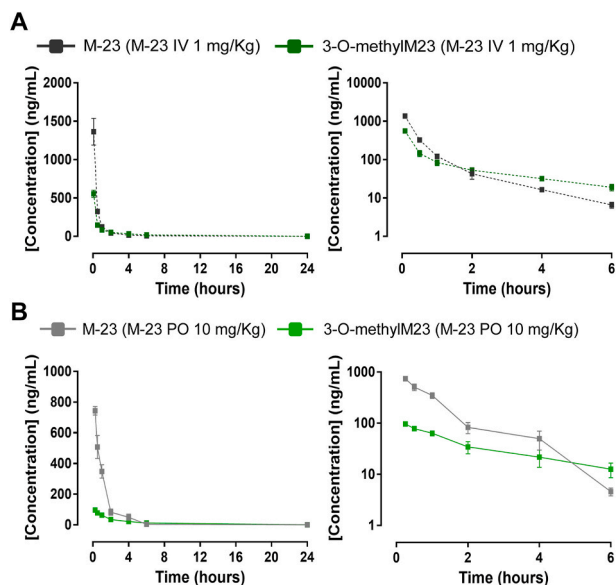 A
M-23 (M-23 IV 1 mg/Kg) 3-O-methylM23 (M-23 IV 1 mg/Kg)
[Concentration] (ng/mL)
2000
1500
1000
500
0
0 4 8 12 16 20 24
Time (hours)
[Concentration] (ng/mL)
10000
1000
100
10
1
0 2 4 6
Time (hours)
B
M-23 (M-23 PO 10 mg/Kg) 3-O-methylM23 (M-23 PO 10 mg/Kg)
[Concentration] (ng/mL)
1000
800
600
400
200
0
0 4 8 12 16 20 24
Time (hours)
[Concentration] (ng/mL)
1000
100
10
1
0 2 4 6
Time (hours)